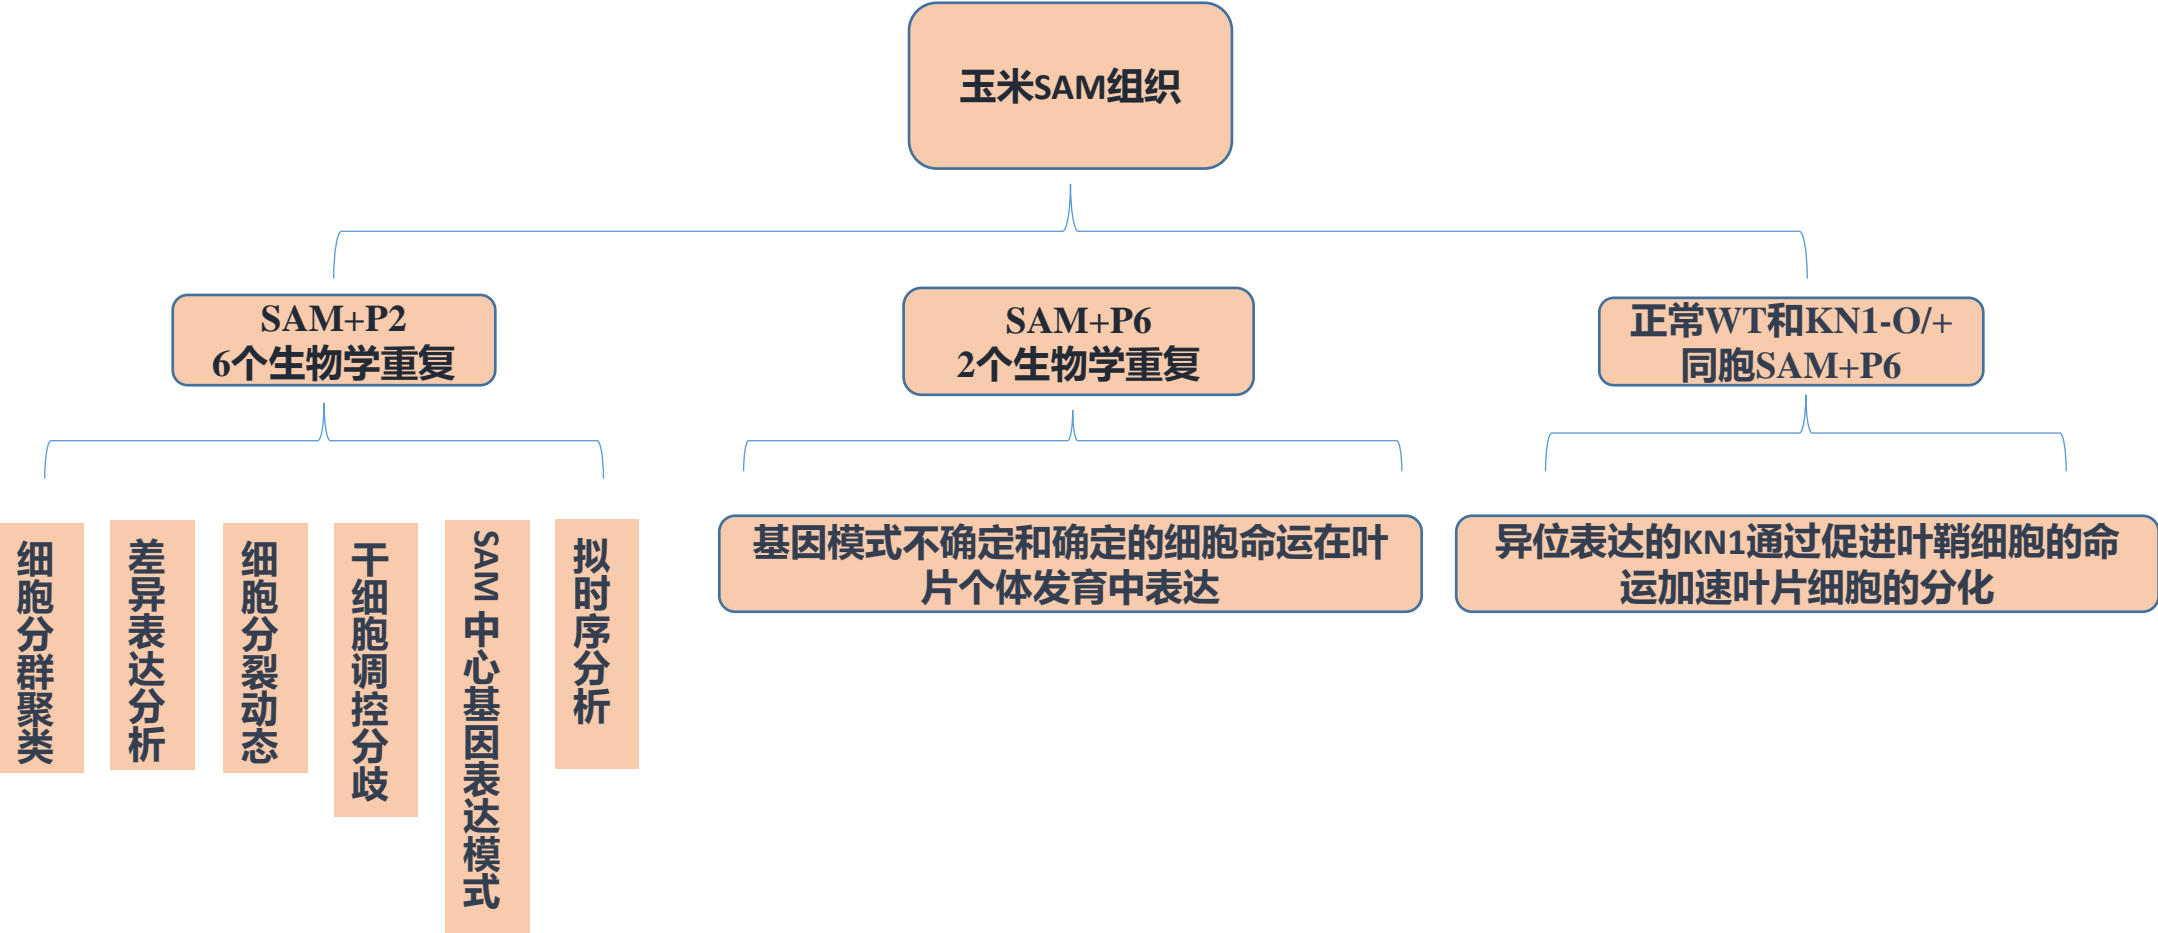 玉米SAM组织
SAM+P2
6个生物学重复
SAM+P6
2个生物学重复
正常WT和KN1-O/+
同胞SAM+P6
细胞分群聚类
差异表达分析
细胞分裂动态
干细胞调控分歧
SAM 中心基因表达模式
拟时序分析
基因模式不确定和确定的细胞命运在叶
片个体发育中表达
异位表达的KN1通过促进叶鞘细胞的命
运加速叶片细胞的分化